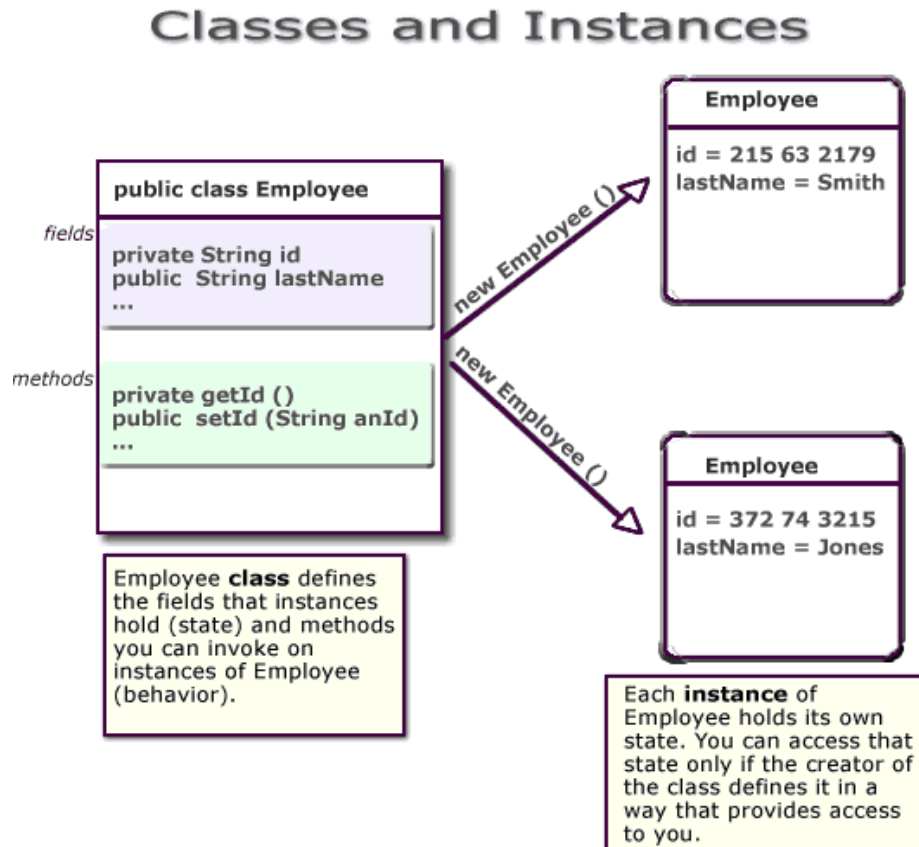 Classes and Instances
public class Employee
fields
private String id
public  String lastName
...
methods
private getId ()
public  setId (String anId)
...
Employee class defines
the fields that instances
hold (state) and methods
you can invoke on
instances of Employee
(behavior).
new Employee ()
new Employee ()
Employee
id = 215 63 2179
lastName = Smith
Employee
id = 372 74 3215
lastName = Jones
Each instance of
Employee holds its own
state. You can access that
state only if the creator of
the class defines it in a
way that provides access
to you.